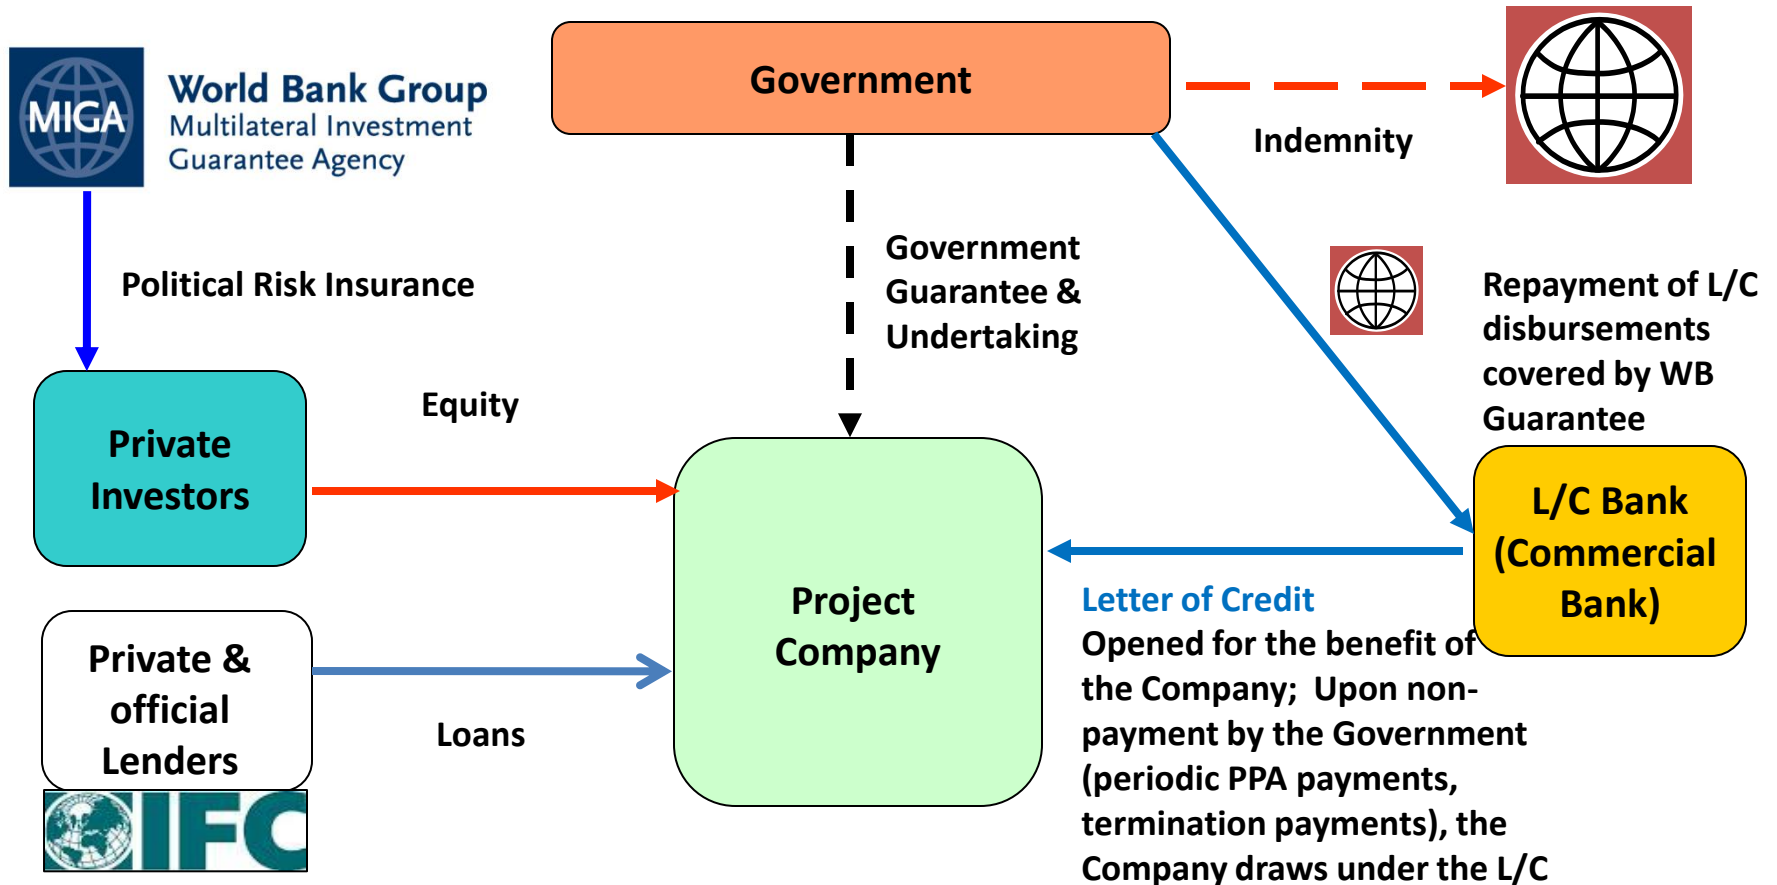 MIGA
World Bank Group
Multilateral Investment
Guarantee Agency
Government
Indemnity
Political Risk Insurance
Government
Guarantee &
Undertaking
Repayment of L/C
disbursements
covered by WB
Guarantee
Private
Investors
Equity
L/C Bank
(Commercial
Bank)
Project
Company
Private &
official
Lenders
Loans
IFC
Letter of Credit
Opened for the benefit of
the Company;  Upon non-
payment by the Government
(periodic PPA payments,
termination payments), the
Company draws under the L/C